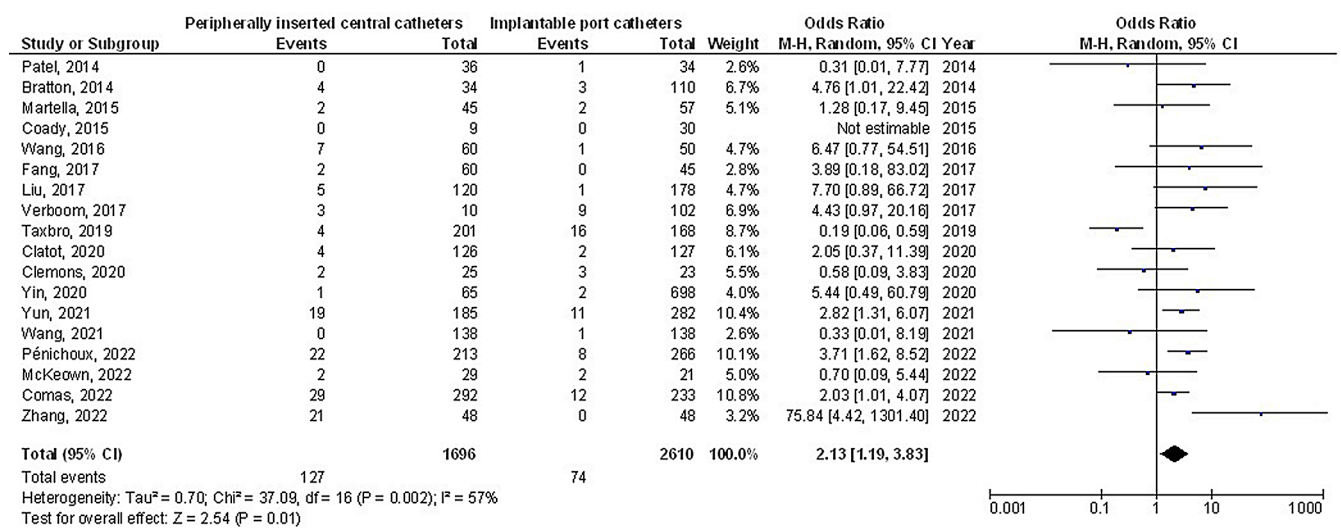 Peripherally inserted central catheters Implantable port catheters Odds Ratio Odds Ratio
Study or Subgroup Events Total Events Total Weight M-H, Random, 95% CI Year M-H, Random, 95% CI
Patel, 2014 0 36 1 34 2.6% 0.31 [0.01, 7.77] 2014
Bratton, 2014 4 34 3 110 6.7% 4.76 [1.01, 22.42] 2014
Martella, 2015 2 45 2 57 5.1% 1.28 [0.17, 9.45] 2015
Coady, 2015 0 9 0 30 Not estimable 2015
Wang, 2016 7 60 1 50 4.7% 6.47 [0.77, 54.51] 2016
Fang, 2017 2 60 0 45 2.8% 3.89 [0.18, 83.02] 2017
Liu, 2017 5 120 1 178 4.7% 7.70 [0.89, 66.72] 2017
Verboom, 2017 3 10 9 102 6.9% 4.43 [0.97, 20.16] 2017
Taxbro, 2019 4 201 16 168 8.7% 0.19 [0.06, 0.59] 2019
Clatot, 2020 4 126 2 127 6.1% 2.05 [0.37, 11.39] 2020
Clemons, 2020 2 25 3 23 5.5% 0.58 [0.09, 3.83] 2020
Yin, 2020 1 65 2 698 4.0% 5.44 [0.49, 60.79] 2020
Yun, 2021 19 185 11 282 10.4% 2.82 [1.31, 6.07] 2021
Wang, 2021 0 138 1 138 2.6% 0.33 [0.01, 8.19] 2021
Pénichoux, 2022 22 213 8 266 10.1% 3.71 [1.62, 8.52] 2022
McKeown, 2022 2 29 2 21 5.0% 0.70 [0.09, 5.44] 2022
Comas, 2022 29 292 12 233 10.8% 2.03 [1.01, 4.07] 2022
Zhang, 2022 21 48 0 48 3.2% 75.84 [4.42, 1301.40] 2022
Total (95% CI) 1696 2610 100.0% 2.13 [1.19, 3.83]
Total events 127 74
Heterogeneity: Tau² = 0.70; Chi² = 37.09, df = 16 (P = 0.002); I² = 57%
Test for overall effect: Z = 2.54 (P = 0.01)
0.001 0.1 1 10 1000